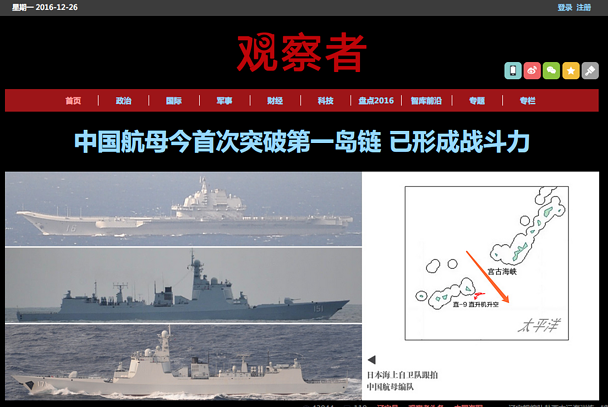 星期一 2016-12-26
登录 注册
观察者
首页 政治 国际 军事 财经 科技 盘点2016 智库前沿 专题 专栏
中国航母今首次突破第一岛链 已形成战斗力
16
宫古海峡
直-9 直升机升空
151
太平洋
日本海上自卫队跟拍
中国航母编队